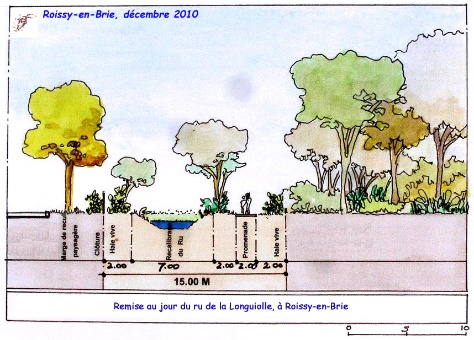 Roissy-en-Brie, décembre 2010
Marge de recul
paysagère
Clôture
Haie vive
Recalibrage
du Ru
Promenade
Haie vive
2.00
7.00
2.00
2.00
2.00
15.00 M
Remise au jour du ru de la Longuiolle, à Roissy-en-Brie
0
5
10